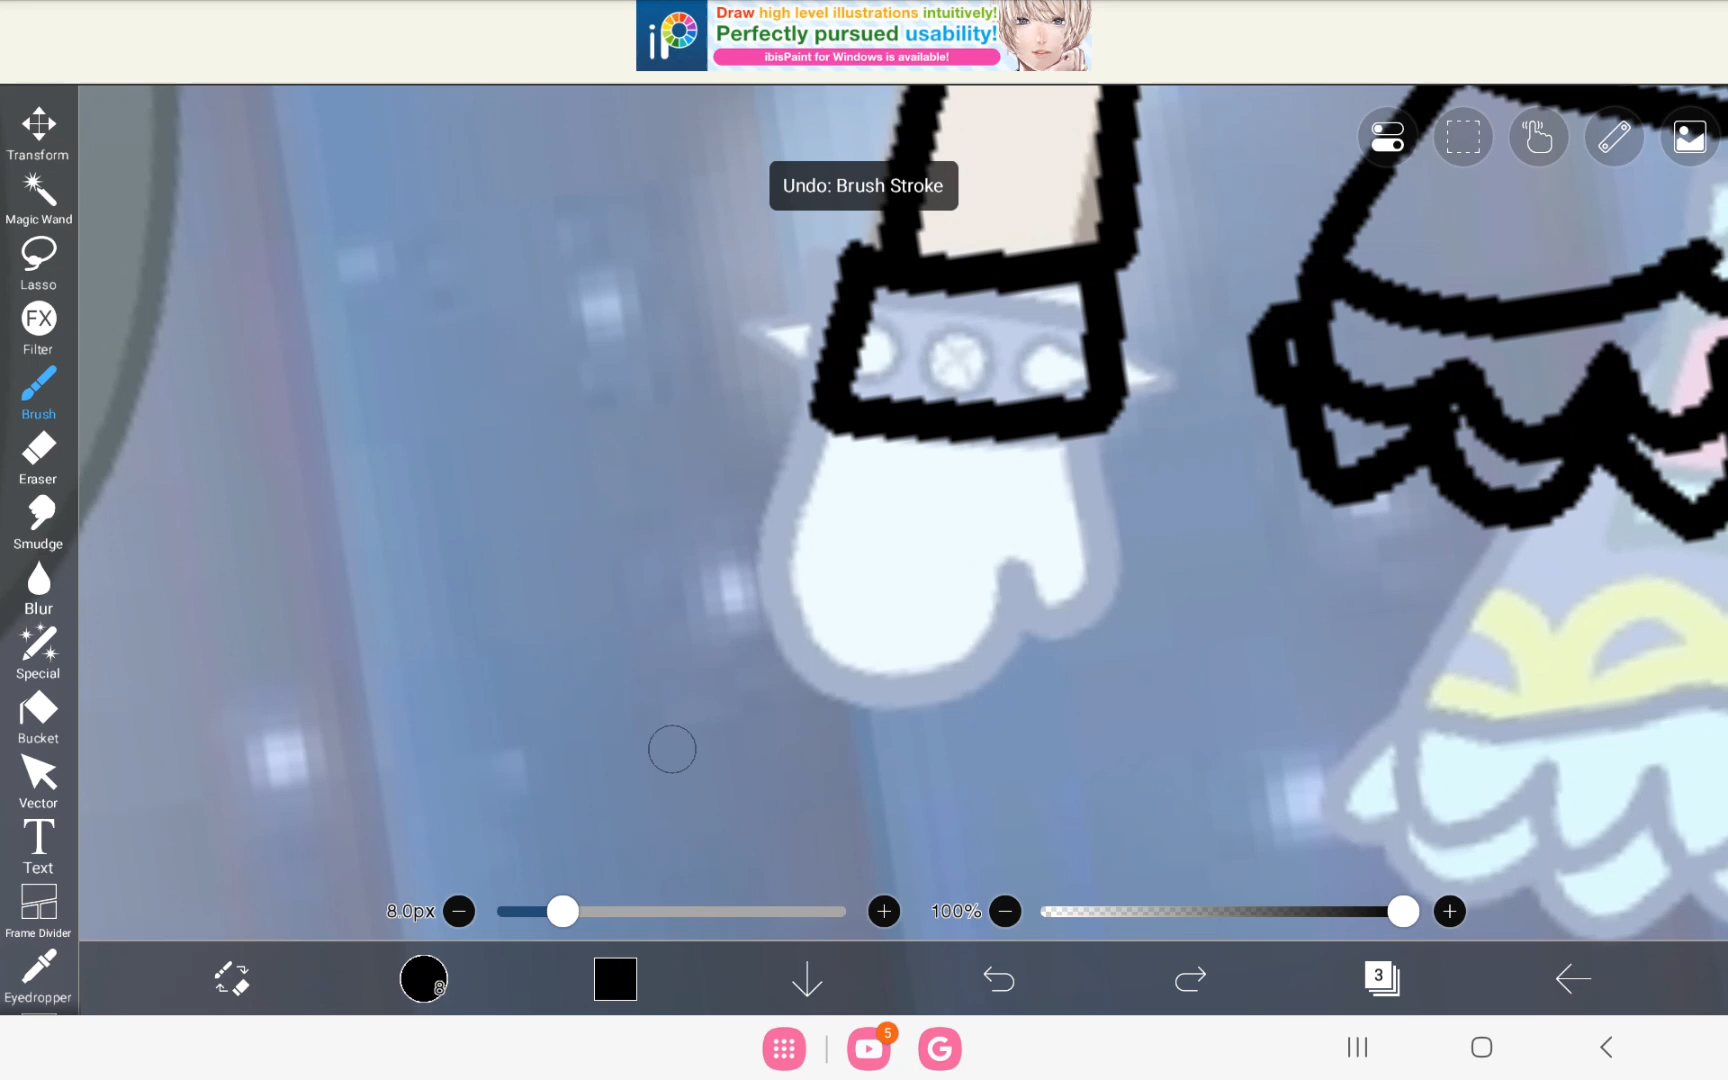 iP
Draw high level illustrations intuitively!
Perfectly pursued usability!
ibisPaint for Windows is available!
Transform
Magic Wand
Lasso
FX
Filter
Brush
Eraser
Smudge
Blur
Special
Bucket
Vector
T
Text
Frame Divider
Eyedropper
Undo: Brush Stroke
8.0px
100%
8
3
5
G